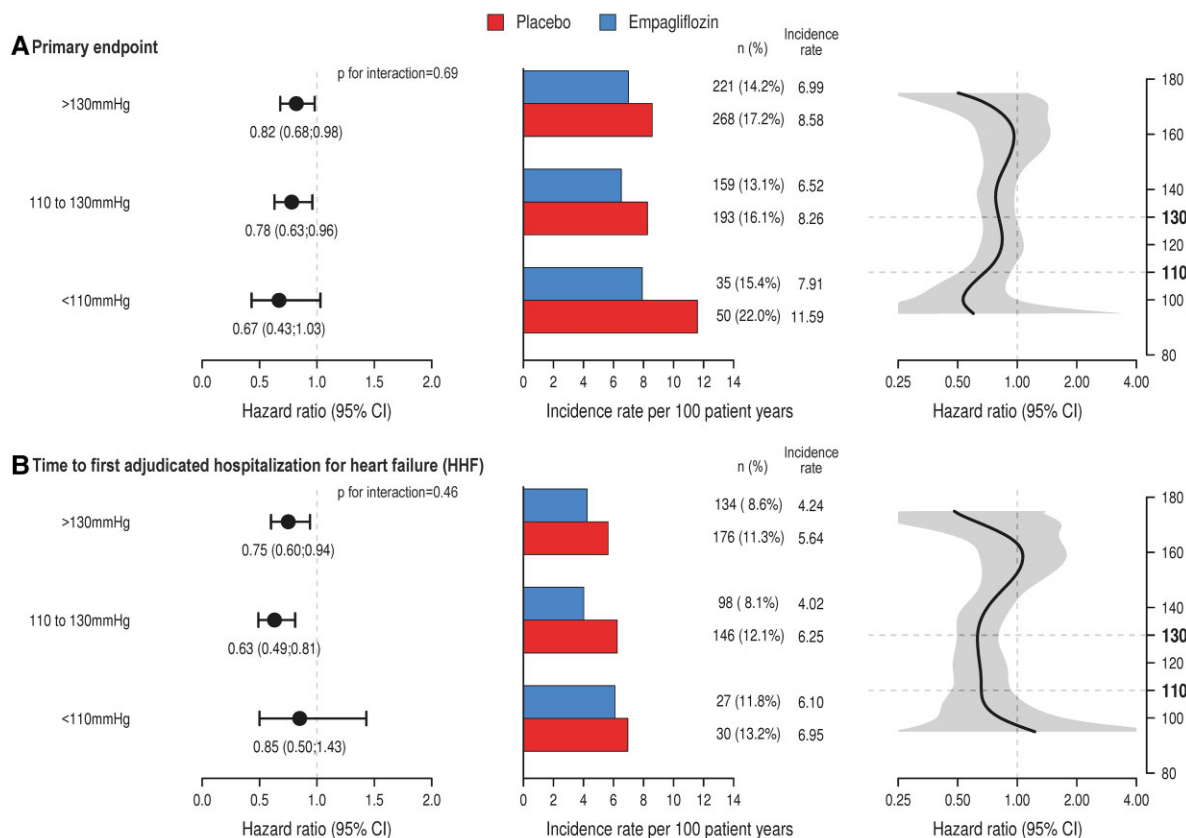 Placebo Empagliflozin
A Primary endpoint
n (%) Incidence rate
p for interaction=0.69
>130mmHg
0.82 (0.68;0.98)
221 (14.2%) 6.99
268 (17.2%) 8.58
110 to 130mmHg
0.78 (0.63;0.96)
159 (13.1%) 6.52
193 (16.1%) 8.26
<110mmHg
0.67 (0.43;1.03)
35 (15.4%) 7.91
50 (22.0%) 11.59
0.0 0.5 1.0 1.5 2.0
Hazard ratio (95% CI)
0 2 4 6 8 10 12 14
Incidence rate per 100 patient years
180
160
140
130
120
110
100
80
0.25 0.50 1.00 2.00 4.00
Hazard ratio (95% CI)
B Time to first adjudicated hospitalization for heart failure (HHF)
n (%) Incidence rate
p for interaction=0.46
>130mmHg
0.75 (0.60;0.94)
134 ( 8.6%) 4.24
176 (11.3%) 5.64
110 to 130mmHg
0.63 (0.49;0.81)
98 ( 8.1%) 4.02
146 (12.1%) 6.25
<110mmHg
0.85 (0.50;1.43)
27 (11.8%) 6.10
30 (13.2%) 6.95
0.0 0.5 1.0 1.5 2.0
Hazard ratio (95% CI)
0 2 4 6 8 10 12 14
Incidence rate per 100 patient years
180
160
140
130
120
110
100
80
0.25 0.50 1.00 2.00 4.00
Hazard ratio (95% CI)